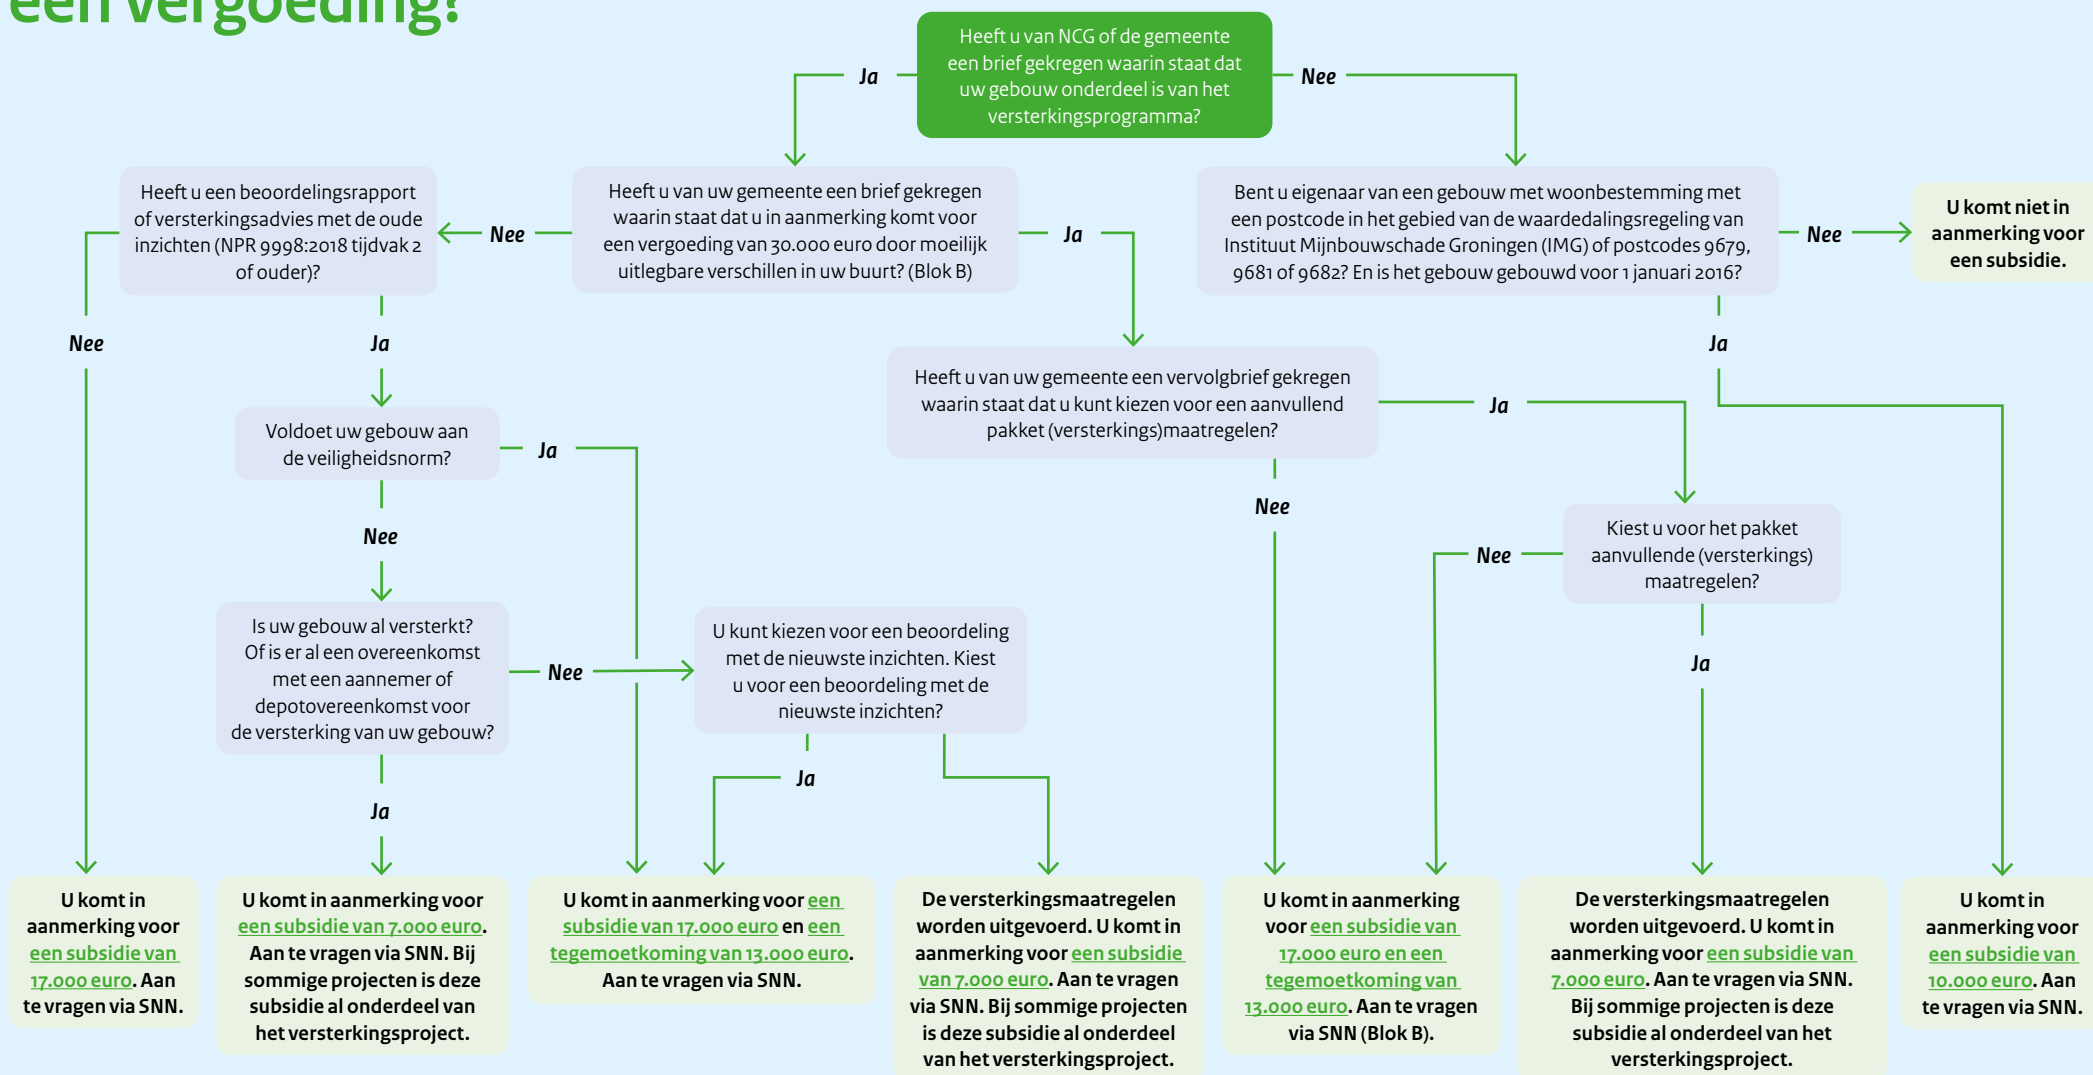 een vergoeding?
Heeft u van NCG of de gemeente
een brief gekregen waarin staat dat
uw gebouw onderdeel is van het
versterkingsprogramma?
Ja
Nee
Heeft u een beoordelingsrapport
of versterkingsadvies met de oude
inzichten (NPR 9998:2018 tijdvak 2
of ouder)?
Nee
Heeft u van uw gemeente een brief gekregen
waarin staat dat u in aanmerking komt voor
een vergoeding van 30.000 euro door moeilijk
uitlegbare verschillen in uw buurt? (Blok B)
Ja
Bent u eigenaar van een gebouw met woonbestemming met
een postcode in het gebied van de waardedalingsregeling van
Instituut Mijnbouwschade Groningen (IMG) of postcodes 9679,
9681 of 9682? En is het gebouw gebouwd voor 1 januari 2016?
Nee
U komt niet in
aanmerking voor
een subsidie.
Nee
Ja
Ja
Heeft u van uw gemeente een vervolgbrief gekregen
waarin staat dat u kunt kiezen voor een aanvullend
pakket (versterkings)maatregelen?
Ja
Voldoet uw gebouw aan
de veiligheidsnorm?
Ja
Nee
Nee
Kiest u voor het pakket
aanvullende (versterkings)
maatregelen?
Nee
Is uw gebouw al versterkt?
Of is er al een overeenkomst
met een aannemer of
depotovereenkomst voor
de versterking van uw gebouw?
Nee
U kunt kiezen voor een beoordeling
met de nieuwste inzichten. Kiest
u voor een beoordeling met de
nieuwste inzichten?
Ja
Ja
Ja
U komt in
aanmerking voor
een subsidie van
17.000 euro. Aan
te vragen via SNN.
U komt in aanmerking voor
een subsidie van 7.000 euro.
Aan te vragen via SNN. Bij
sommige projecten is deze
subsidie al onderdeel van
het versterkingsproject.
U komt in aanmerking voor een
subsidie van 17.000 euro en een
tegemoetkoming van 13.000 euro.
Aan te vragen via SNN.
De versterkingsmaatregelen
worden uitgevoerd. U komt in
aanmerking voor een subsidie
van 7.000 euro. Aan te vragen
via SNN. Bij sommige projecten
is deze subsidie al onderdeel
van het versterkingsproject.
U komt in aanmerking
voor een subsidie van
17.000 euro en een
tegemoetkoming van
13.000 euro. Aan te vragen
via SNN (Blok B).
De versterkingsmaatregelen
worden uitgevoerd. U komt in
aanmerking voor een subsidie van
7.000 euro. Aan te vragen via SNN.
Bij sommige projecten is deze
subsidie al onderdeel van het
versterkingsproject.
U komt in
aanmerking voor
een subsidie van
10.000 euro. Aan
te vragen via SNN.